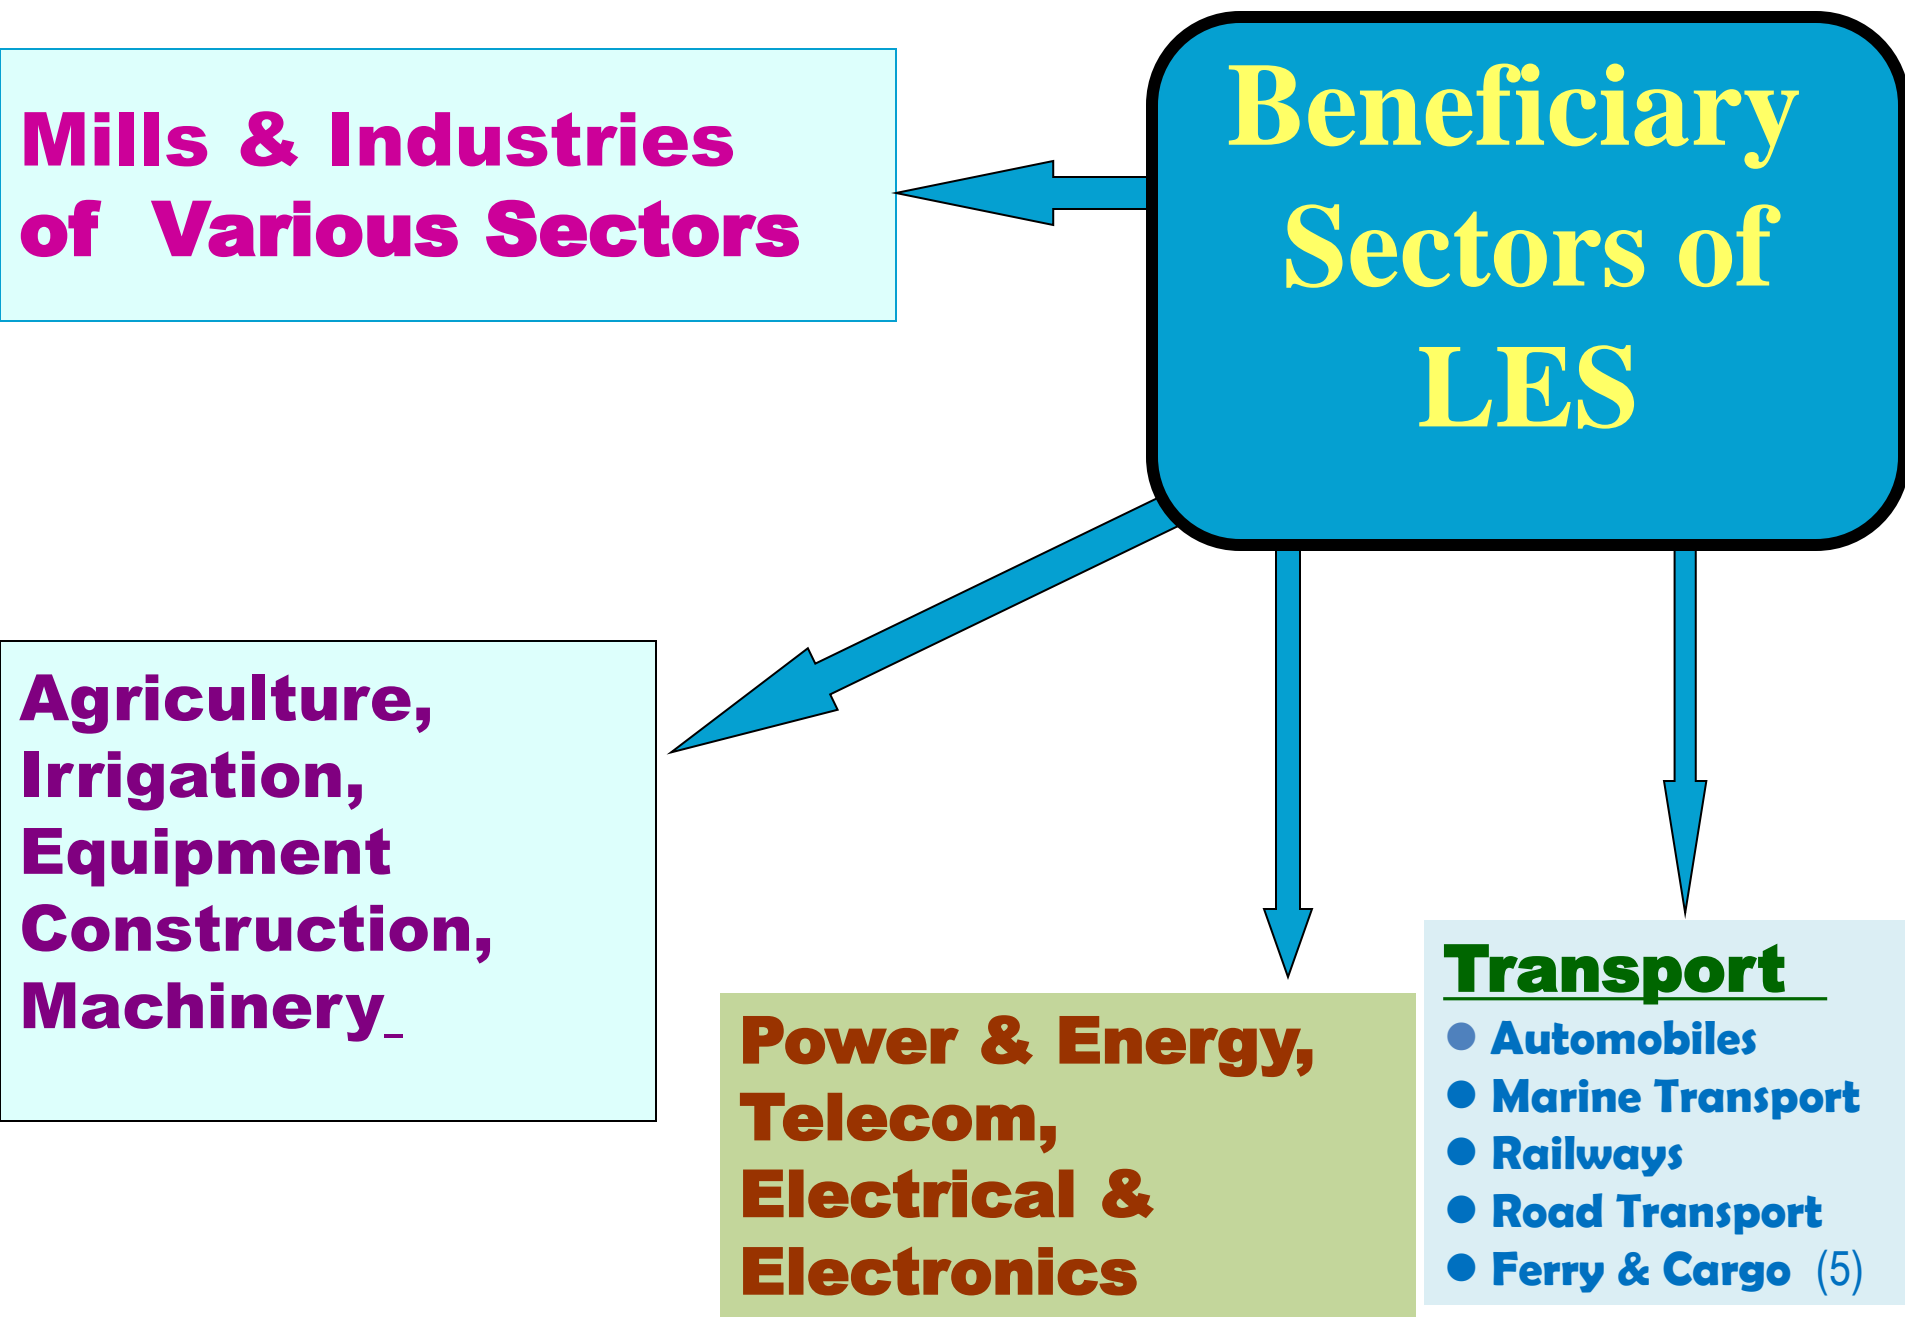 Beneficiary
Sectors of
LES
Mills & Industries
of Various Sectors
Agriculture,
Irrigation,
Equipment
Construction,
Machinery
Power & Energy,
Telecom,
Electrical &
Electronics
Transport
● Automobiles
● Marine Transport
● Railways
● Road Transport
● Ferry & Cargo (5)